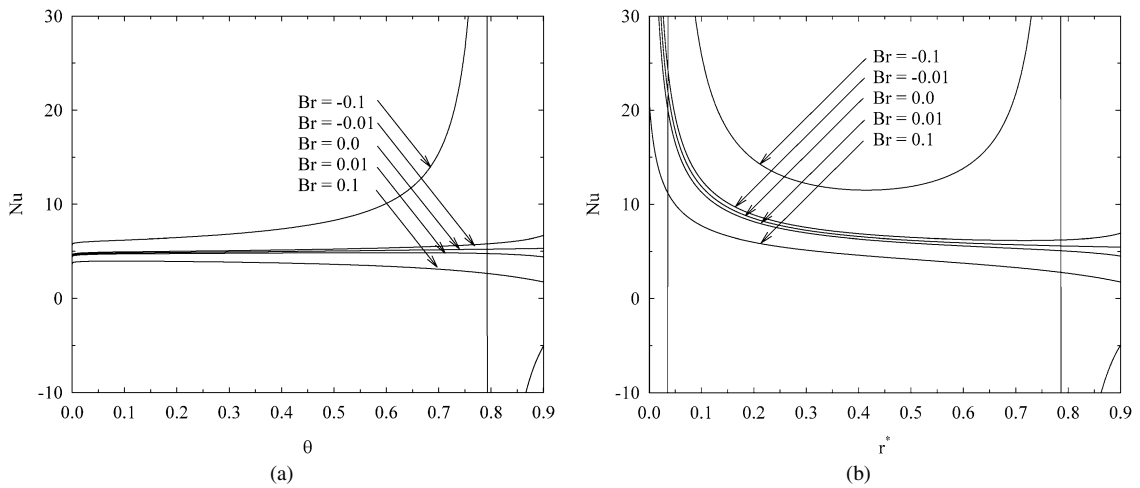 30
20
10
0
-10
Nu
Br = -0.1
Br = -0.01
Br = 0.0
Br = 0.01
Br = 0.1
0.0 0.1 0.2 0.3 0.4 0.5 0.6 0.7 0.8 0.9
θ
(a)
30
20
10
0
-10
Nu
Br = -0.1
Br = -0.01
Br = 0.0
Br = 0.01
Br = 0.1
0.0 0.1 0.2 0.3 0.4 0.5 0.6 0.7 0.8 0.9
r*
(b)